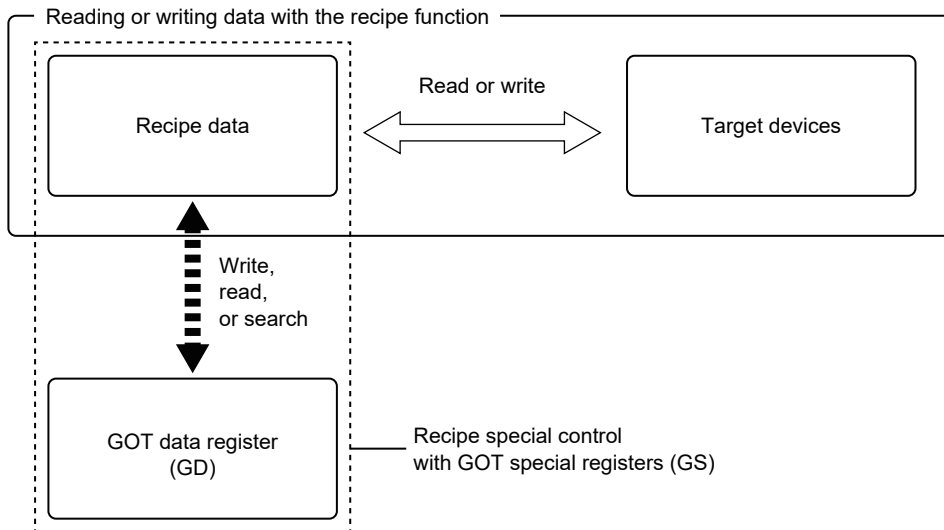 Reading or writing data with the recipe function
Recipe data
Read or write
Target devices
Write,
read,
or search
GOT data register
(GD)
Recipe special control
with GOT special registers (GS)